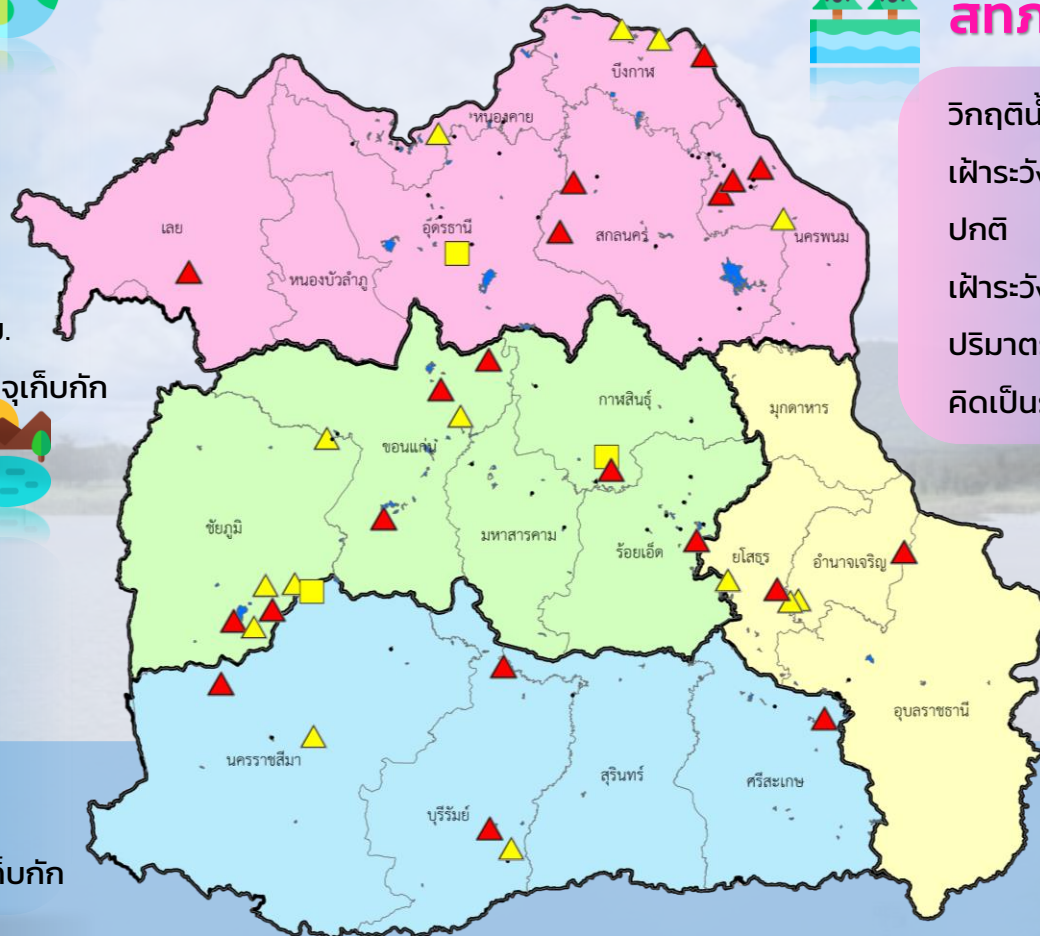 บึงกาฬ
หนองคาย
เลย
อุดรธานี
สกลนคร
นครพนม
หนองบัวลำภู
กาฬสินธุ์
มุกดาหาร
ขอนแก่น
ชัยภูมิ
มหาสารคาม
ร้อยเอ็ด
ยโสธร
อำนาจเจริญ
อุบลราชธานี
นครราชสีมา
บุรีรัมย์
สุรินทร์
ศรีสะเกษ
จุเก็บกัก
เก็บกัก
วิกฤติน้
เฝ้าระวัง
ปกติ
เฝ้าระวัง
ปริมาตร
คิดเป็น